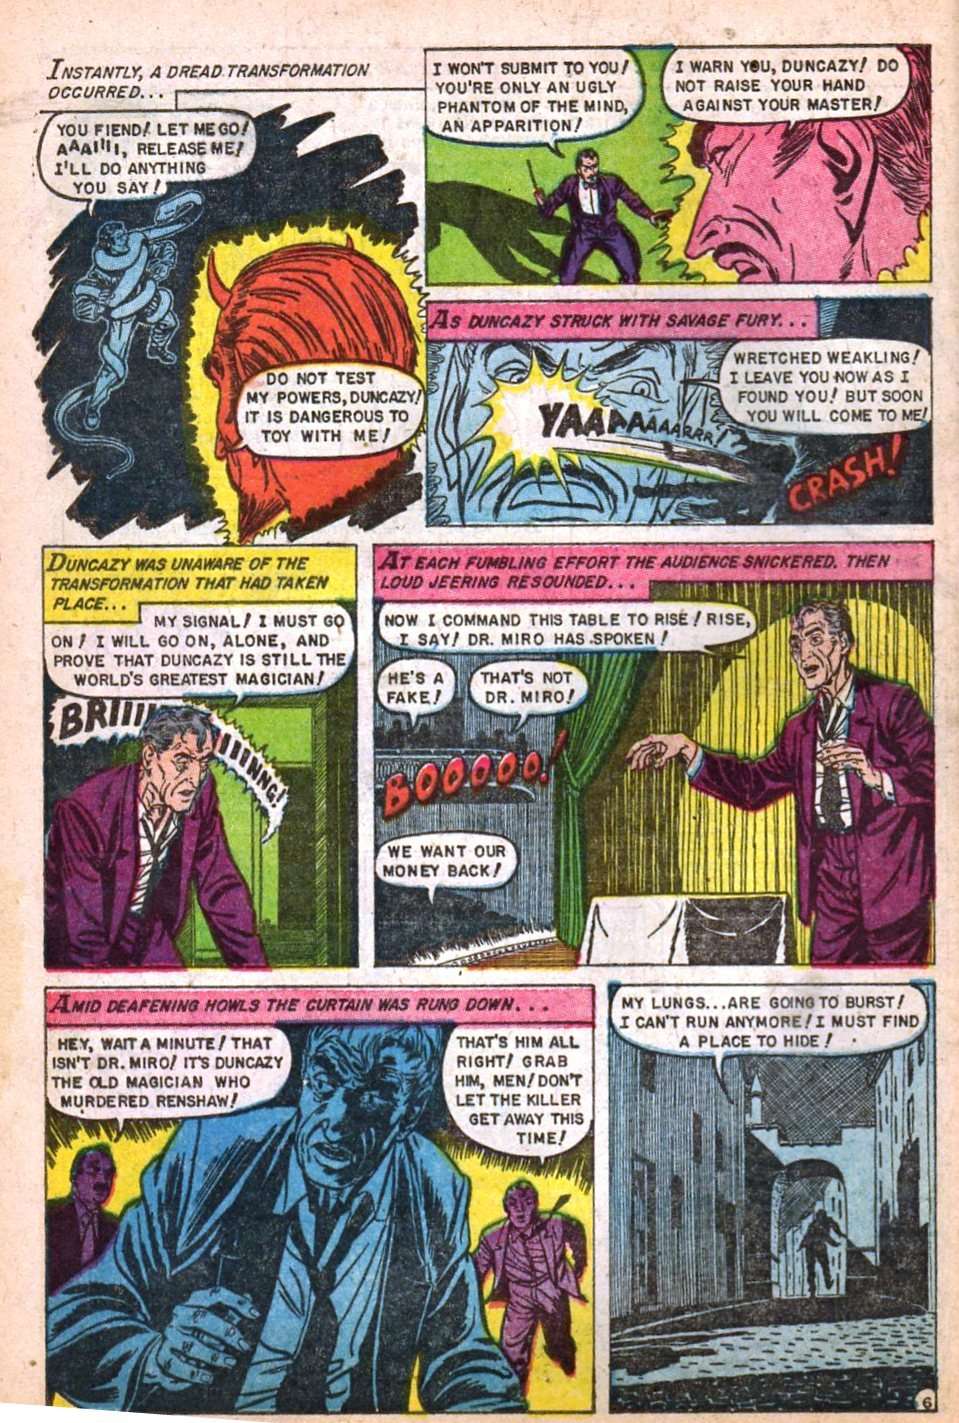 INSTANTLY, A DREAD TRANSFORMATION
OCCURRED...
YOU FIEND! LET ME GO!
AAAIIII, RELEASE ME!
I'LL DO ANYTHING
YOU SAY!
DO NOT TEST
MY POWERS, DUNCAZY!
IT IS DANGEROUS TO
TOY WITH ME!
I WON'T SUBMIT TO YOU!
YOU'RE ONLY AN UGLY
PHANTOM OF THE MIND,
AN APPARITION!
I WARN YOU, DUNCAZY! DO
NOT RAISE YOUR HAND
AGAINST YOUR MASTER!
AS DUNCAZY STRUCK WITH SAVAGE FURY...
YAAAAAAAARRR!
WRETCHED WEAKLING!
I LEAVE YOU NOW AS I
FOUND YOU! BUT SOON
YOU WILL COME TO ME!
CRASH!
DUNCAZY WAS UNAWARE OF THE
TRANSFORMATION THAT HAD TAKEN
PLACE...
MY SIGNAL! I MUST GO
ON! I WILL GO ON, ALONE, AND
PROVE THAT DUNCAZY IS STILL THE
WORLD'S GREATEST MAGICIAN!
BRIIIIIIIINNNG!
AT EACH FUMBLING EFFORT THE AUDIENCE SNICKERED. THEN
LOUD JEERING RESOUNDED...
NOW I COMMAND THIS TABLE TO RISE! RISE,
I SAY! DR. MIRO HAS SPOKEN!
HE'S A
FAKE!
THAT'S NOT
DR. MIRO!
BOOOOOO!
WE WANT OUR
MONEY BACK!
AMID DEAFENING HOWLS THE CURTAIN WAS RUNG DOWN...
HEY, WAIT A MINUTE! THAT
ISN'T DR. MIRO! IT'S DUNCAZY
THE OLD MAGICIAN WHO
MURDERED RENSHAW!
THAT'S HIM ALL
RIGHT! GRAB
HIM, MEN! DON'T
LET THE KILLER
GET AWAY THIS
TIME!
MY LUNGS...ARE GOING TO BURST!
I CAN'T RUN ANYMORE! I MUST FIND
A PLACE TO HIDE!
6